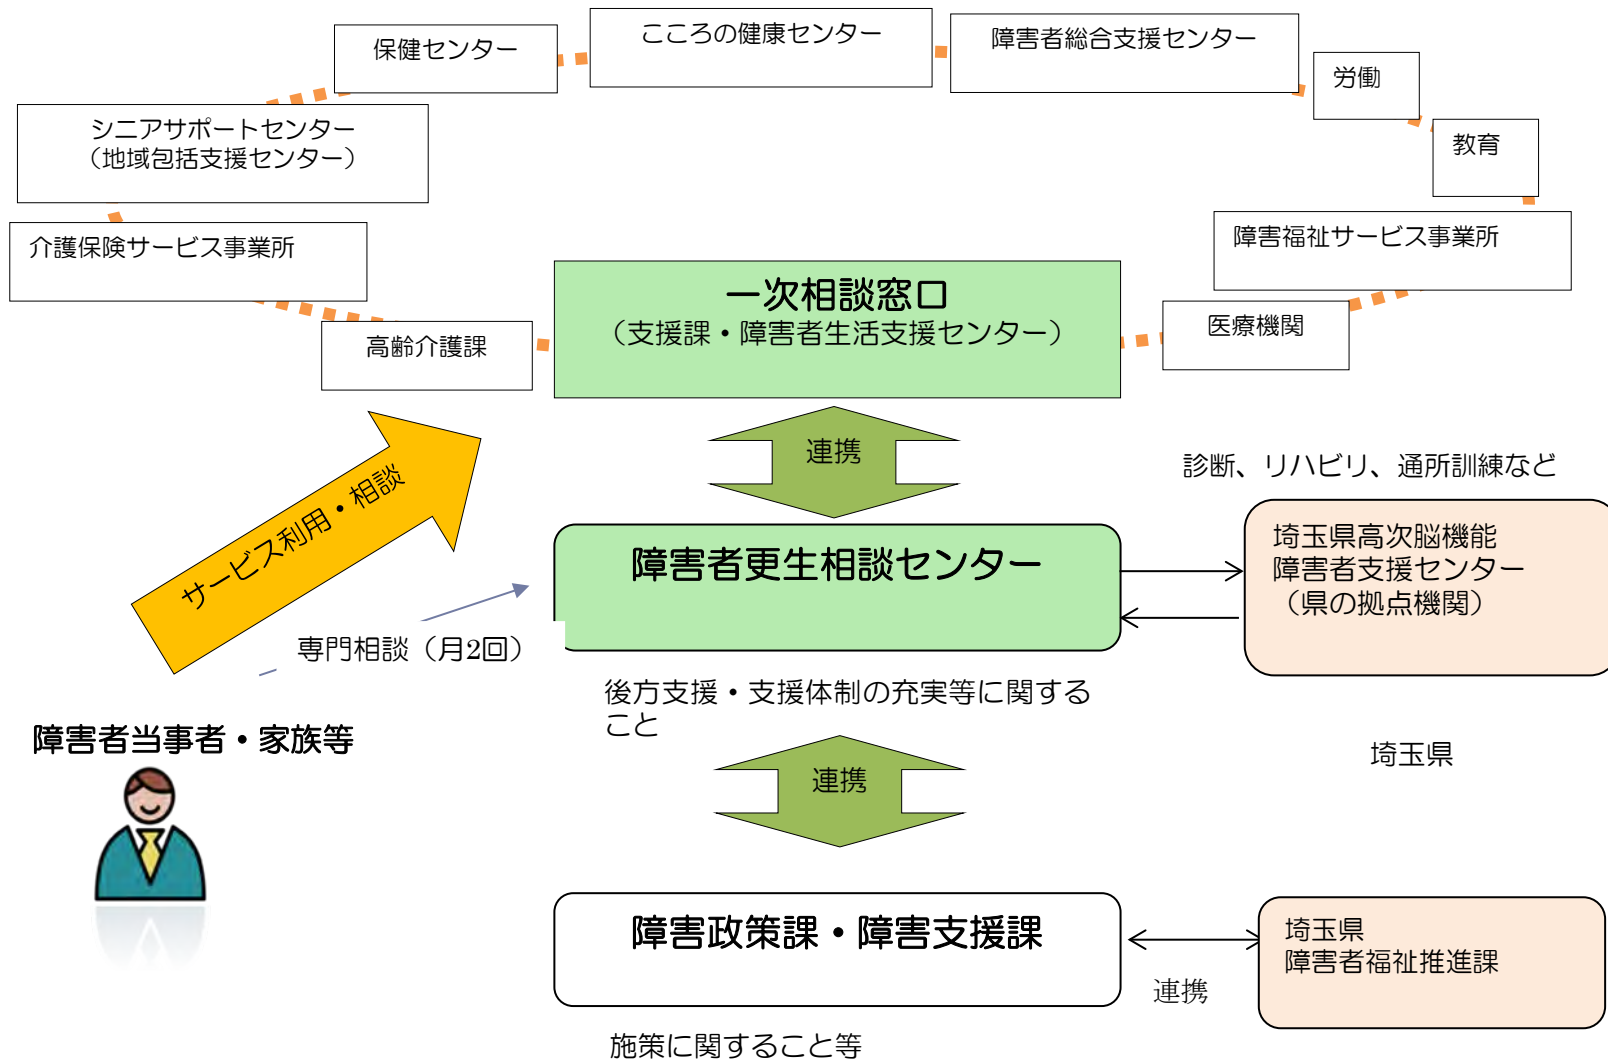 こころの健康センター
障害者総合支援センター
保健センター
労働
シニアサポートセンター
（地域包括支援センター）
教育
介護保険サービス事業所
障害福祉サービス事業所
一次相談窓口
（支援課・障害者生活支援センター）
医療機関
高齢介護課
連携
サービス利用・相談
診断、リハビリ、通所訓練など
障害者更生相談センター
埼玉県高次脳機能
障害者支援センター
（県の拠点機関）
専門相談（月2回）
後方支援・支援体制の充実等に関する
こと
障害者当事者・家族等
埼玉県
連携
障害政策課・障害支援課
埼玉県
障害者福祉推進課
連携
施策に関すること等